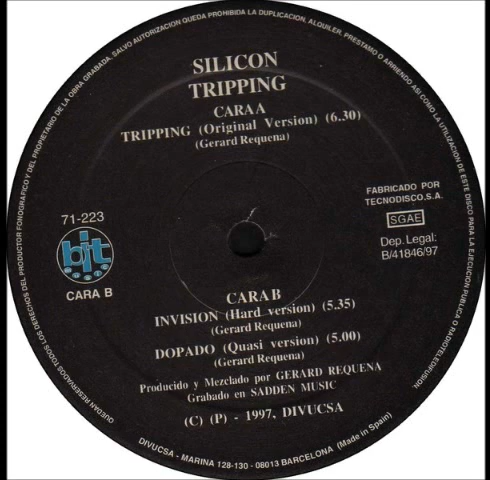 SILICON
TRIPPING
CARA A
TRIPPING (Original Version) (6.30)
(Gerard Requena)
71-223
bit
CARA B
FABRICADO POR
TECNODISCO.S.A.
SGAE
Dep. Legal:
B/41846/97
CARA B
INVISION (Hard version) (5.35)
(Gerard Requena)
DOPADO (Quasi version) (5.00)
(Gerard Requena)
Producido y Mezclado por GERARD REQUENA
Grabado en SADDEN MUSIC
(C) (P) - 1997, DIVUCSA
QUEDAN RESERVADOS TODOS LOS DERECHOS DEL PRODUCTOR FONOGRAFICO Y DEL PROPIETARIO DE LA OBRA GRABADA. SALVO AUTORIZACION QUEDA PROHIBIDA LA DUPLICACION, ALQUILER, PRESTAMO O ARRIENDO ASI COMO LA UTILIZACION DE ESTE DISCO PARA LA EJECUCION PUBLICA O RADIOTELEDIFUSION.
DIVUCSA - MARINA 128-130 - 08013 BARCELONA (Made in Spain)